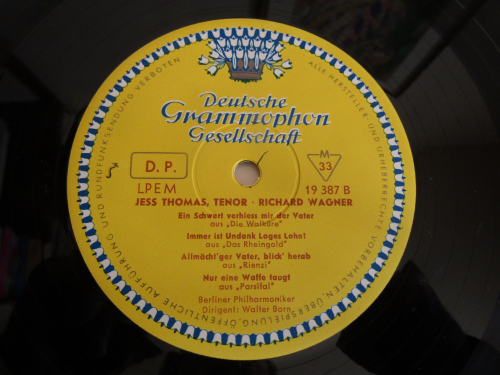 Deutsche
Grammophon
Gesellschaft
D. P.
M
33
LPEM
19 387 B
JESS THOMAS, TENOR · RICHARD WAGNER
Ein Schwert verhiess mir der Vater
aus „Die Walküre"
Immer ist Undank Loges Lohn!
aus „Das Rheingold"
Allmächt'ger Vater, blick' herab
aus „Rienzi"
Nur eine Waffe taugt
aus „Parsifal"
Berliner Philharmoniker
Dirigent: Walter Born
ALLE HERSTELLER- UND URHEBERRECHTE VORBEHALTEN, ÜBERSPIELUNG, ÖFFENTLICHE AUFFÜHRUNG UND RUNDFUNKSENDUNG VERBOTEN